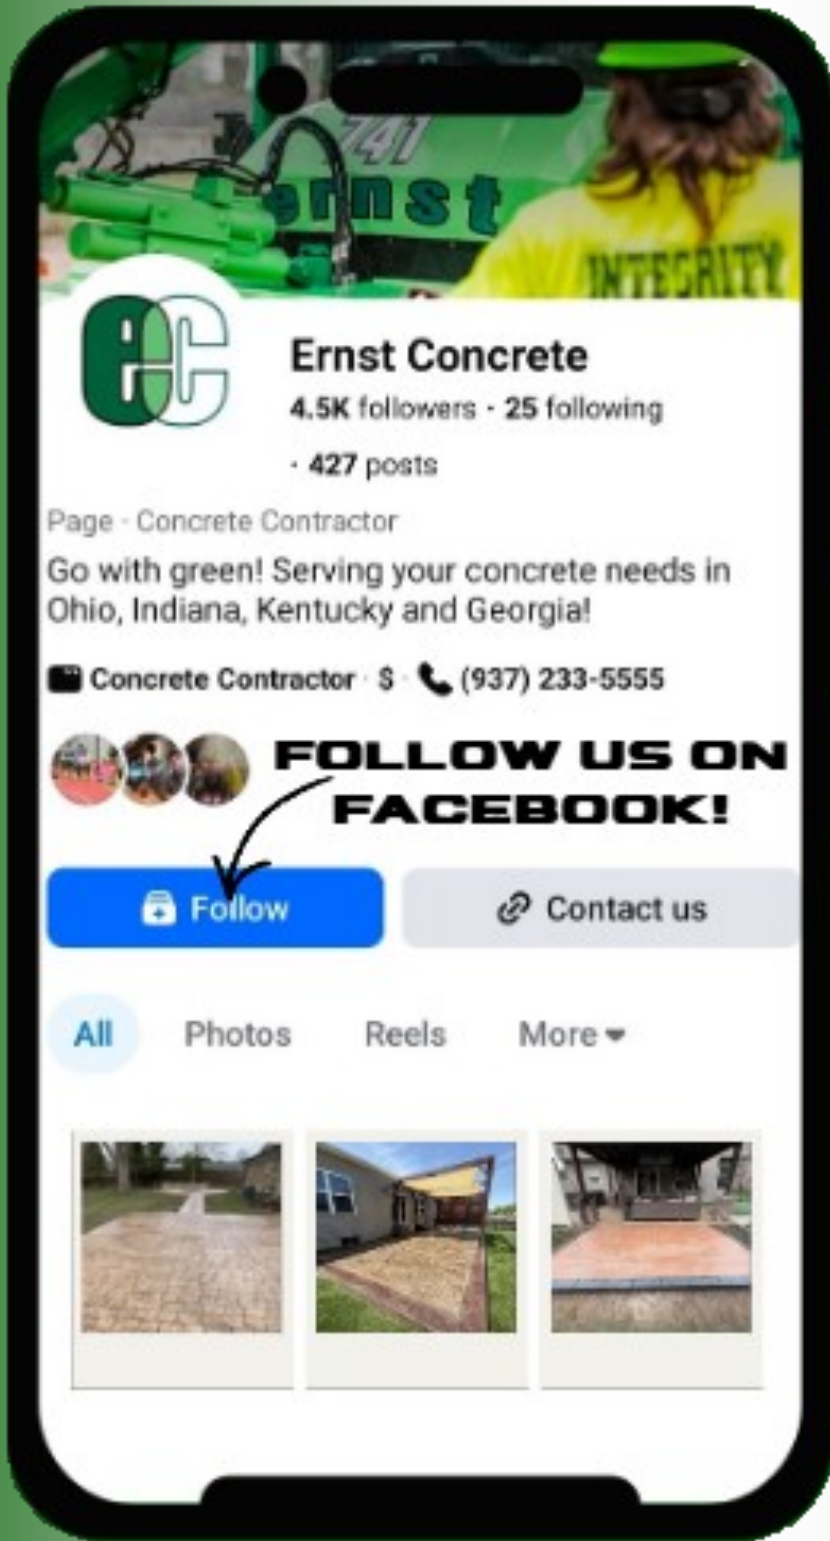 741
ernst
INTEGRITY
ec
Ernst Concrete
4.5K followers · 25 following
· 427 posts
Page · Concrete Contractor
Go with green! Serving your concrete needs in
Ohio, Indiana, Kentucky and Georgia!
Concrete Contractor · $ · (937) 233-5555
FOLLOW US ON
FACEBOOK!
Follow
Contact us
All Photos Reels More